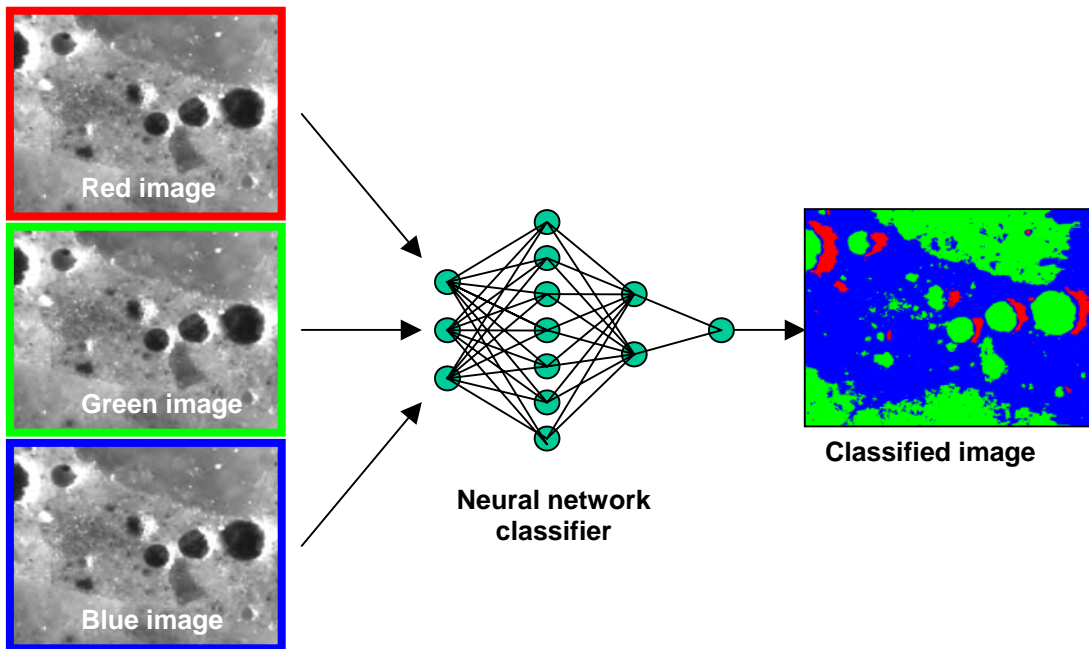 Red image
Green image
Blue image
Neural network
classifier
Classified image